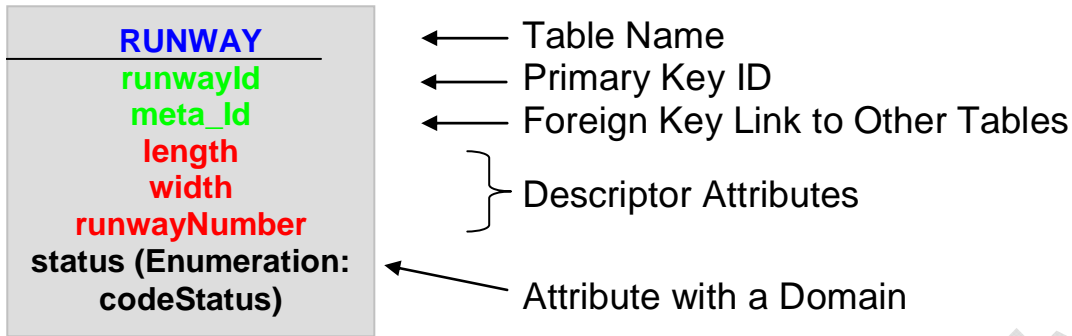 RUNWAY
runwayId
meta_Id
length
width
runwayNumber
status (Enumeration:
codeStatus)
Table Name
Primary Key ID
Foreign Key Link to Other Tables
Descriptor Attributes
Attribute with a Domain